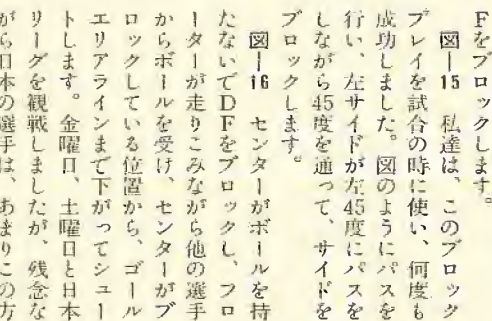 Fをブロックします。
図―15　私達は、このブロック
プレイを試合の時に使い、何度も
成功しました。図のようにパスを
行い、左サイドが左45度にパスを
しながら45度を通って、サイドを
ブロックします。
図―16　センターがボールを持
たないでDFをブロックし、フロ
ーターが走りこみながら他の選手
からボールを受け、センターがブ
ロックしている位置から、ゴール
エリアラインまで下がってシュー
トします。金曜日、土曜日と日本
リーグを観戦しましたが、残念な
がら日本の選手は、あまりこの方